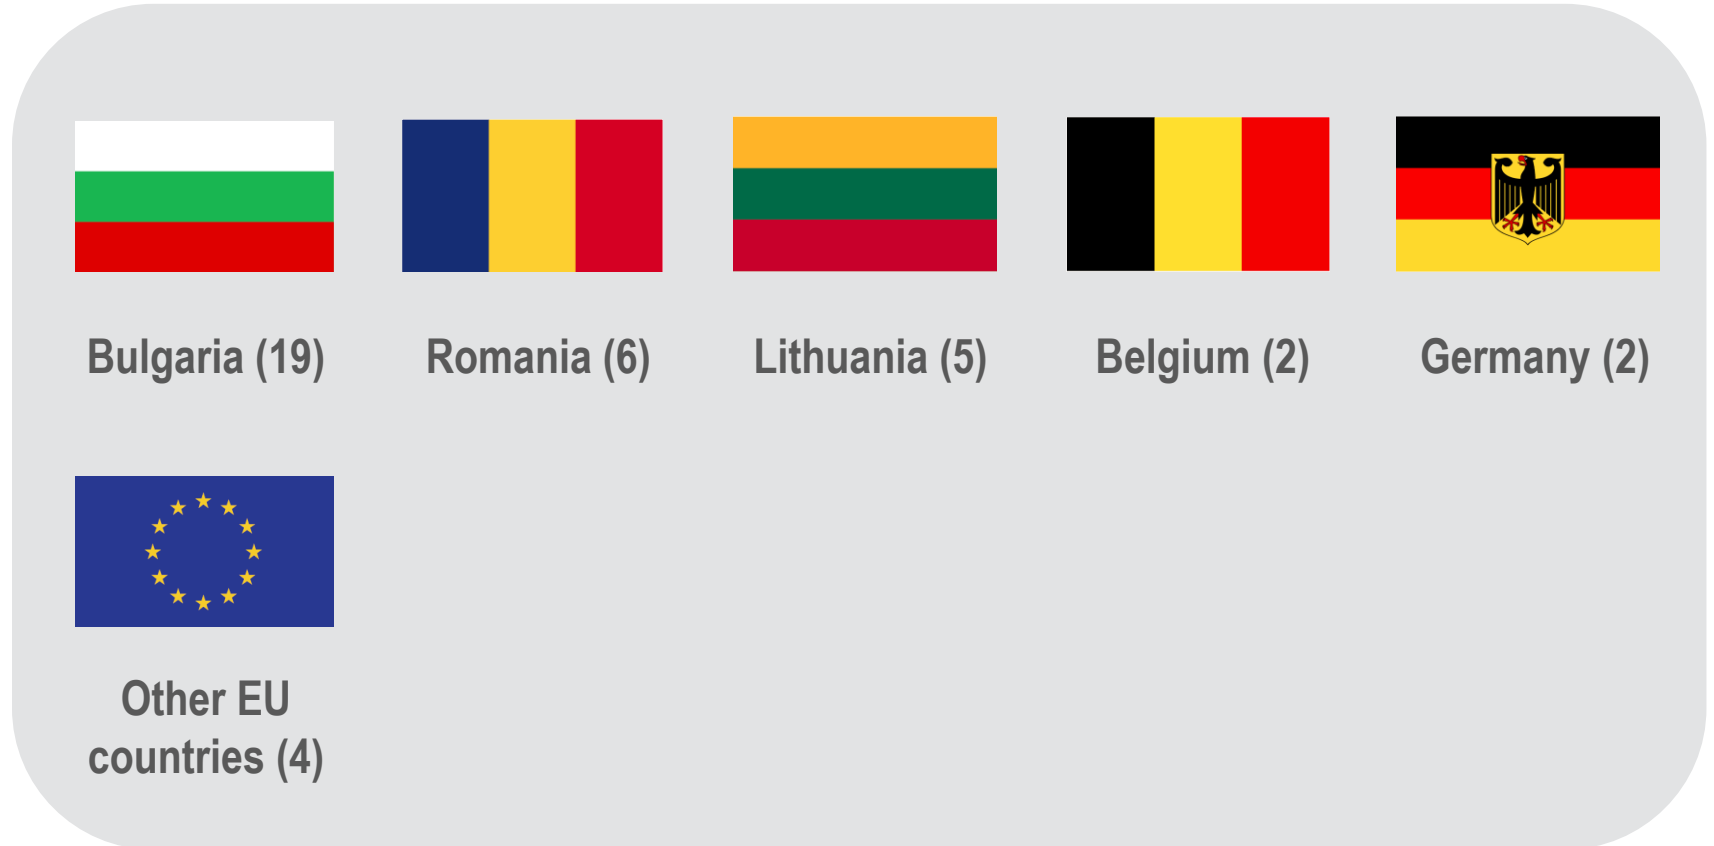 Bulgaria (19)
Romania (6)
Lithuania (5)
Belgium (2)
Germany (2)
Other EU
countries (4)